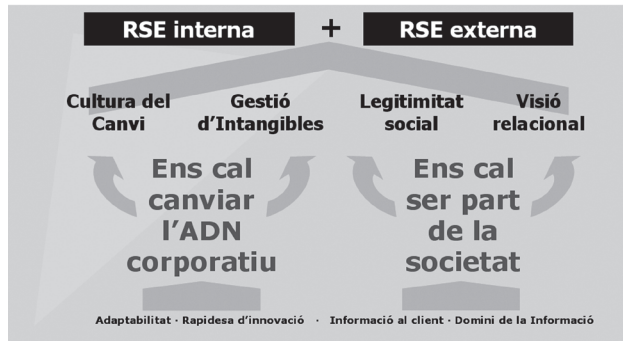 RSE interna + RSE externa
Cultura del Canvi
Gestió d'Intangibles
Legitimitat social
Visió relacional
Ens cal
canviar
l'ADN
corporatiu
Ens cal
ser part
de la
societat
Adaptabilitat · Rapidesa d'innovació · Informació al client · Domini de la Informació